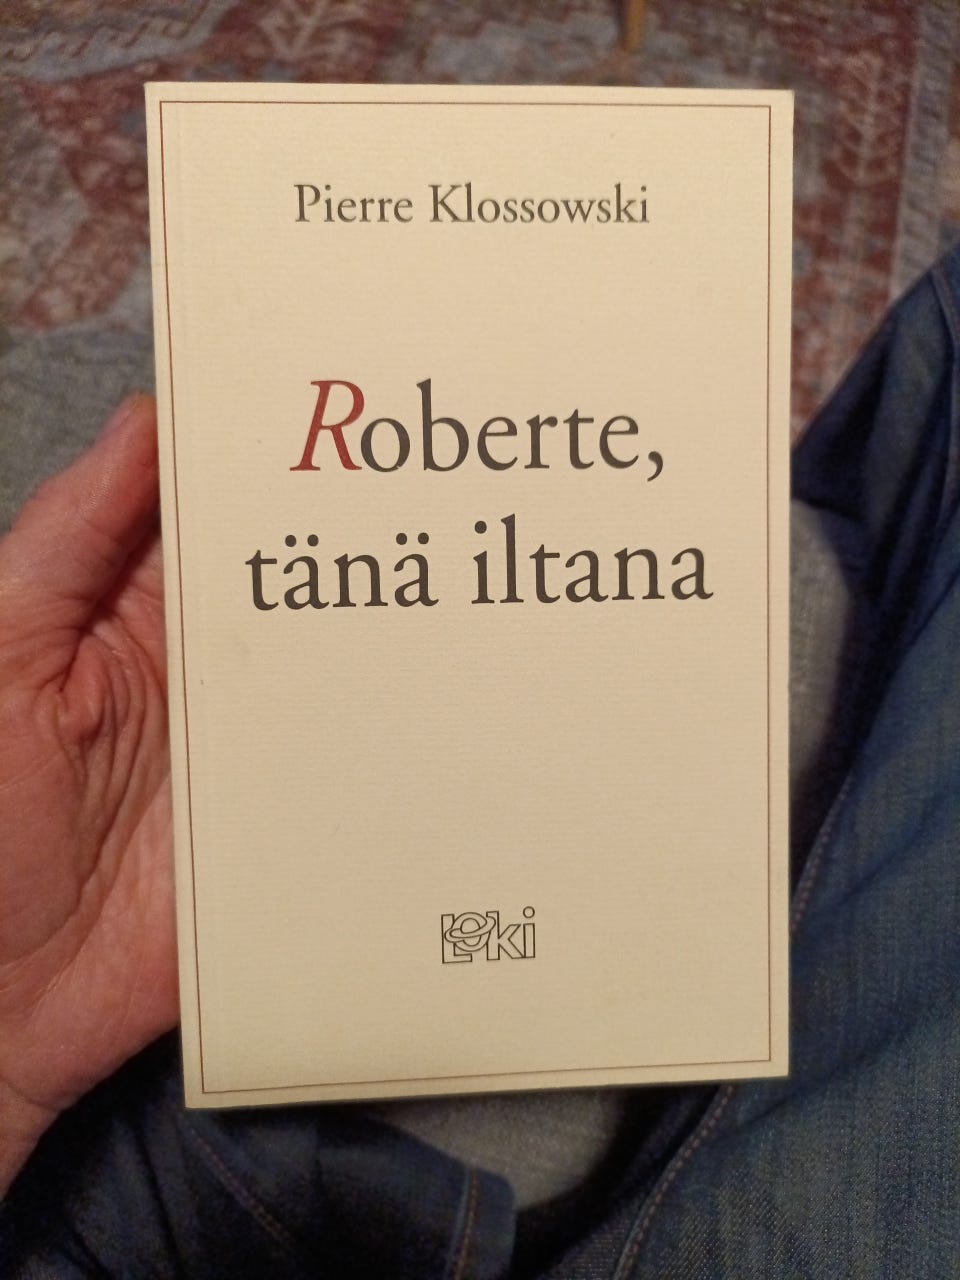 Pierre Klossowski
Roberte,
tänä iltana
Loki